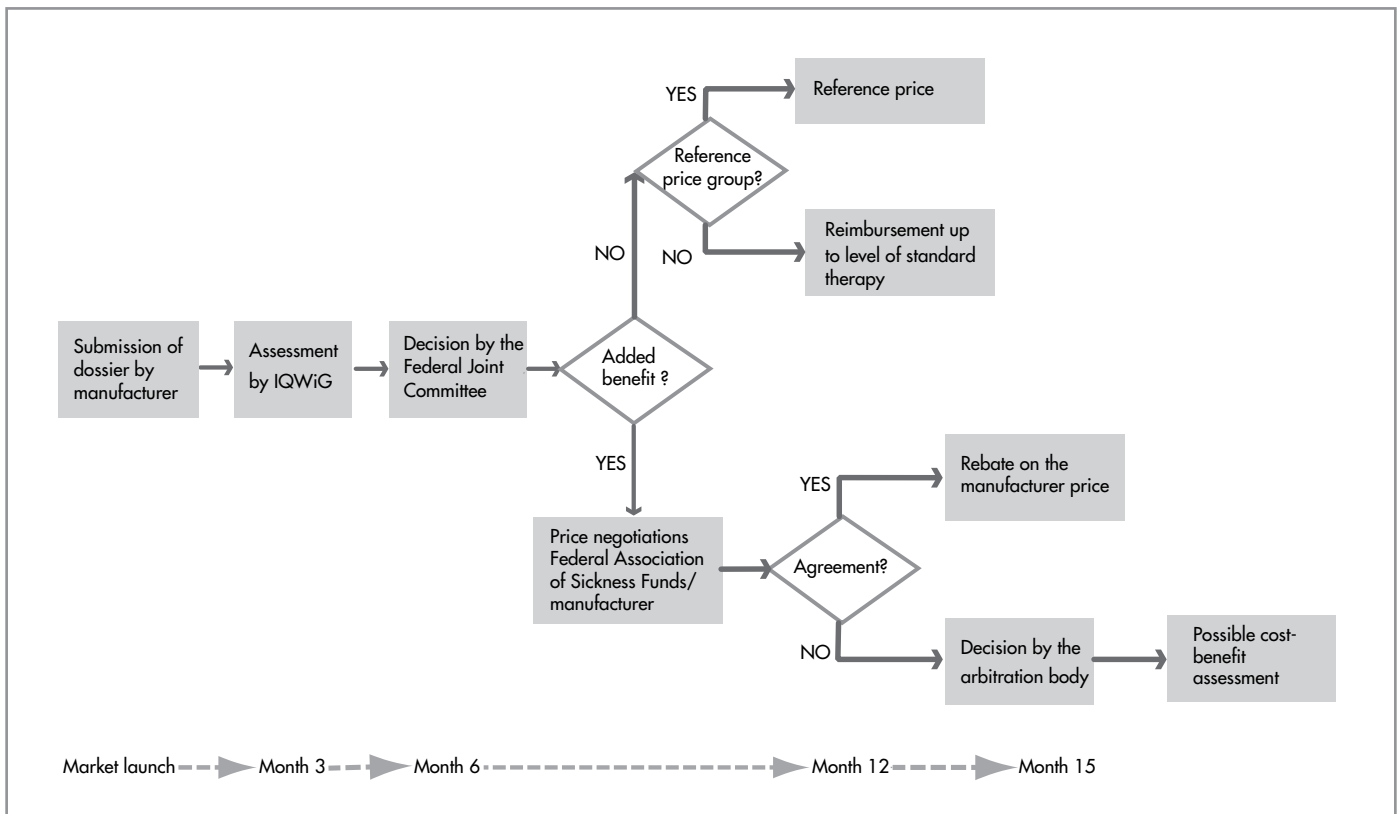 YES
Reference price
Reference
price group?
NO
NO
Reimbursement up
to level of standard
therapy
Submission of
dossier by
manufacturer
Assessment
by IQWiG
Decision by the
Federal Joint
Committee
Added
benefit ?
YES
Price negotiations
Federal Association
of Sickness Funds/
manufacturer
Agreement?
YES
Rebate on the
manufacturer price
NO
Decision by the
arbitration body
Possible cost-
benefit
assessment
Market launch
Month 3
Month 6
Month 12
Month 15